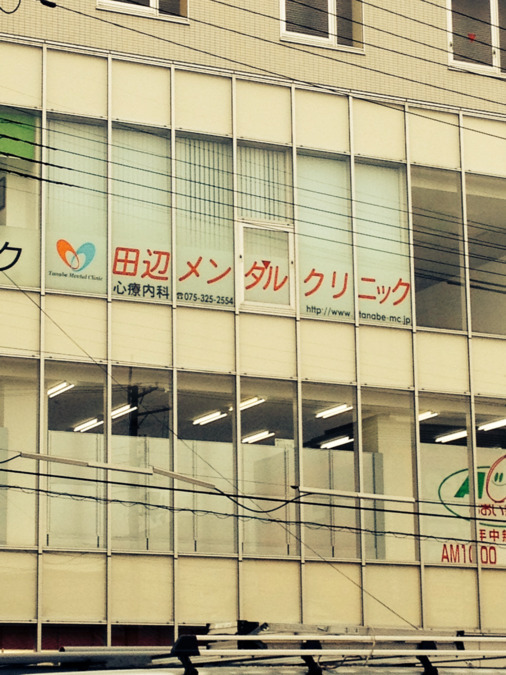 ク
Tanabe Mental Clinic
田辺メンタルクリニック
心療内科 ☎075-325-2554
http://www.tanabe-mc.jp
AM10:00